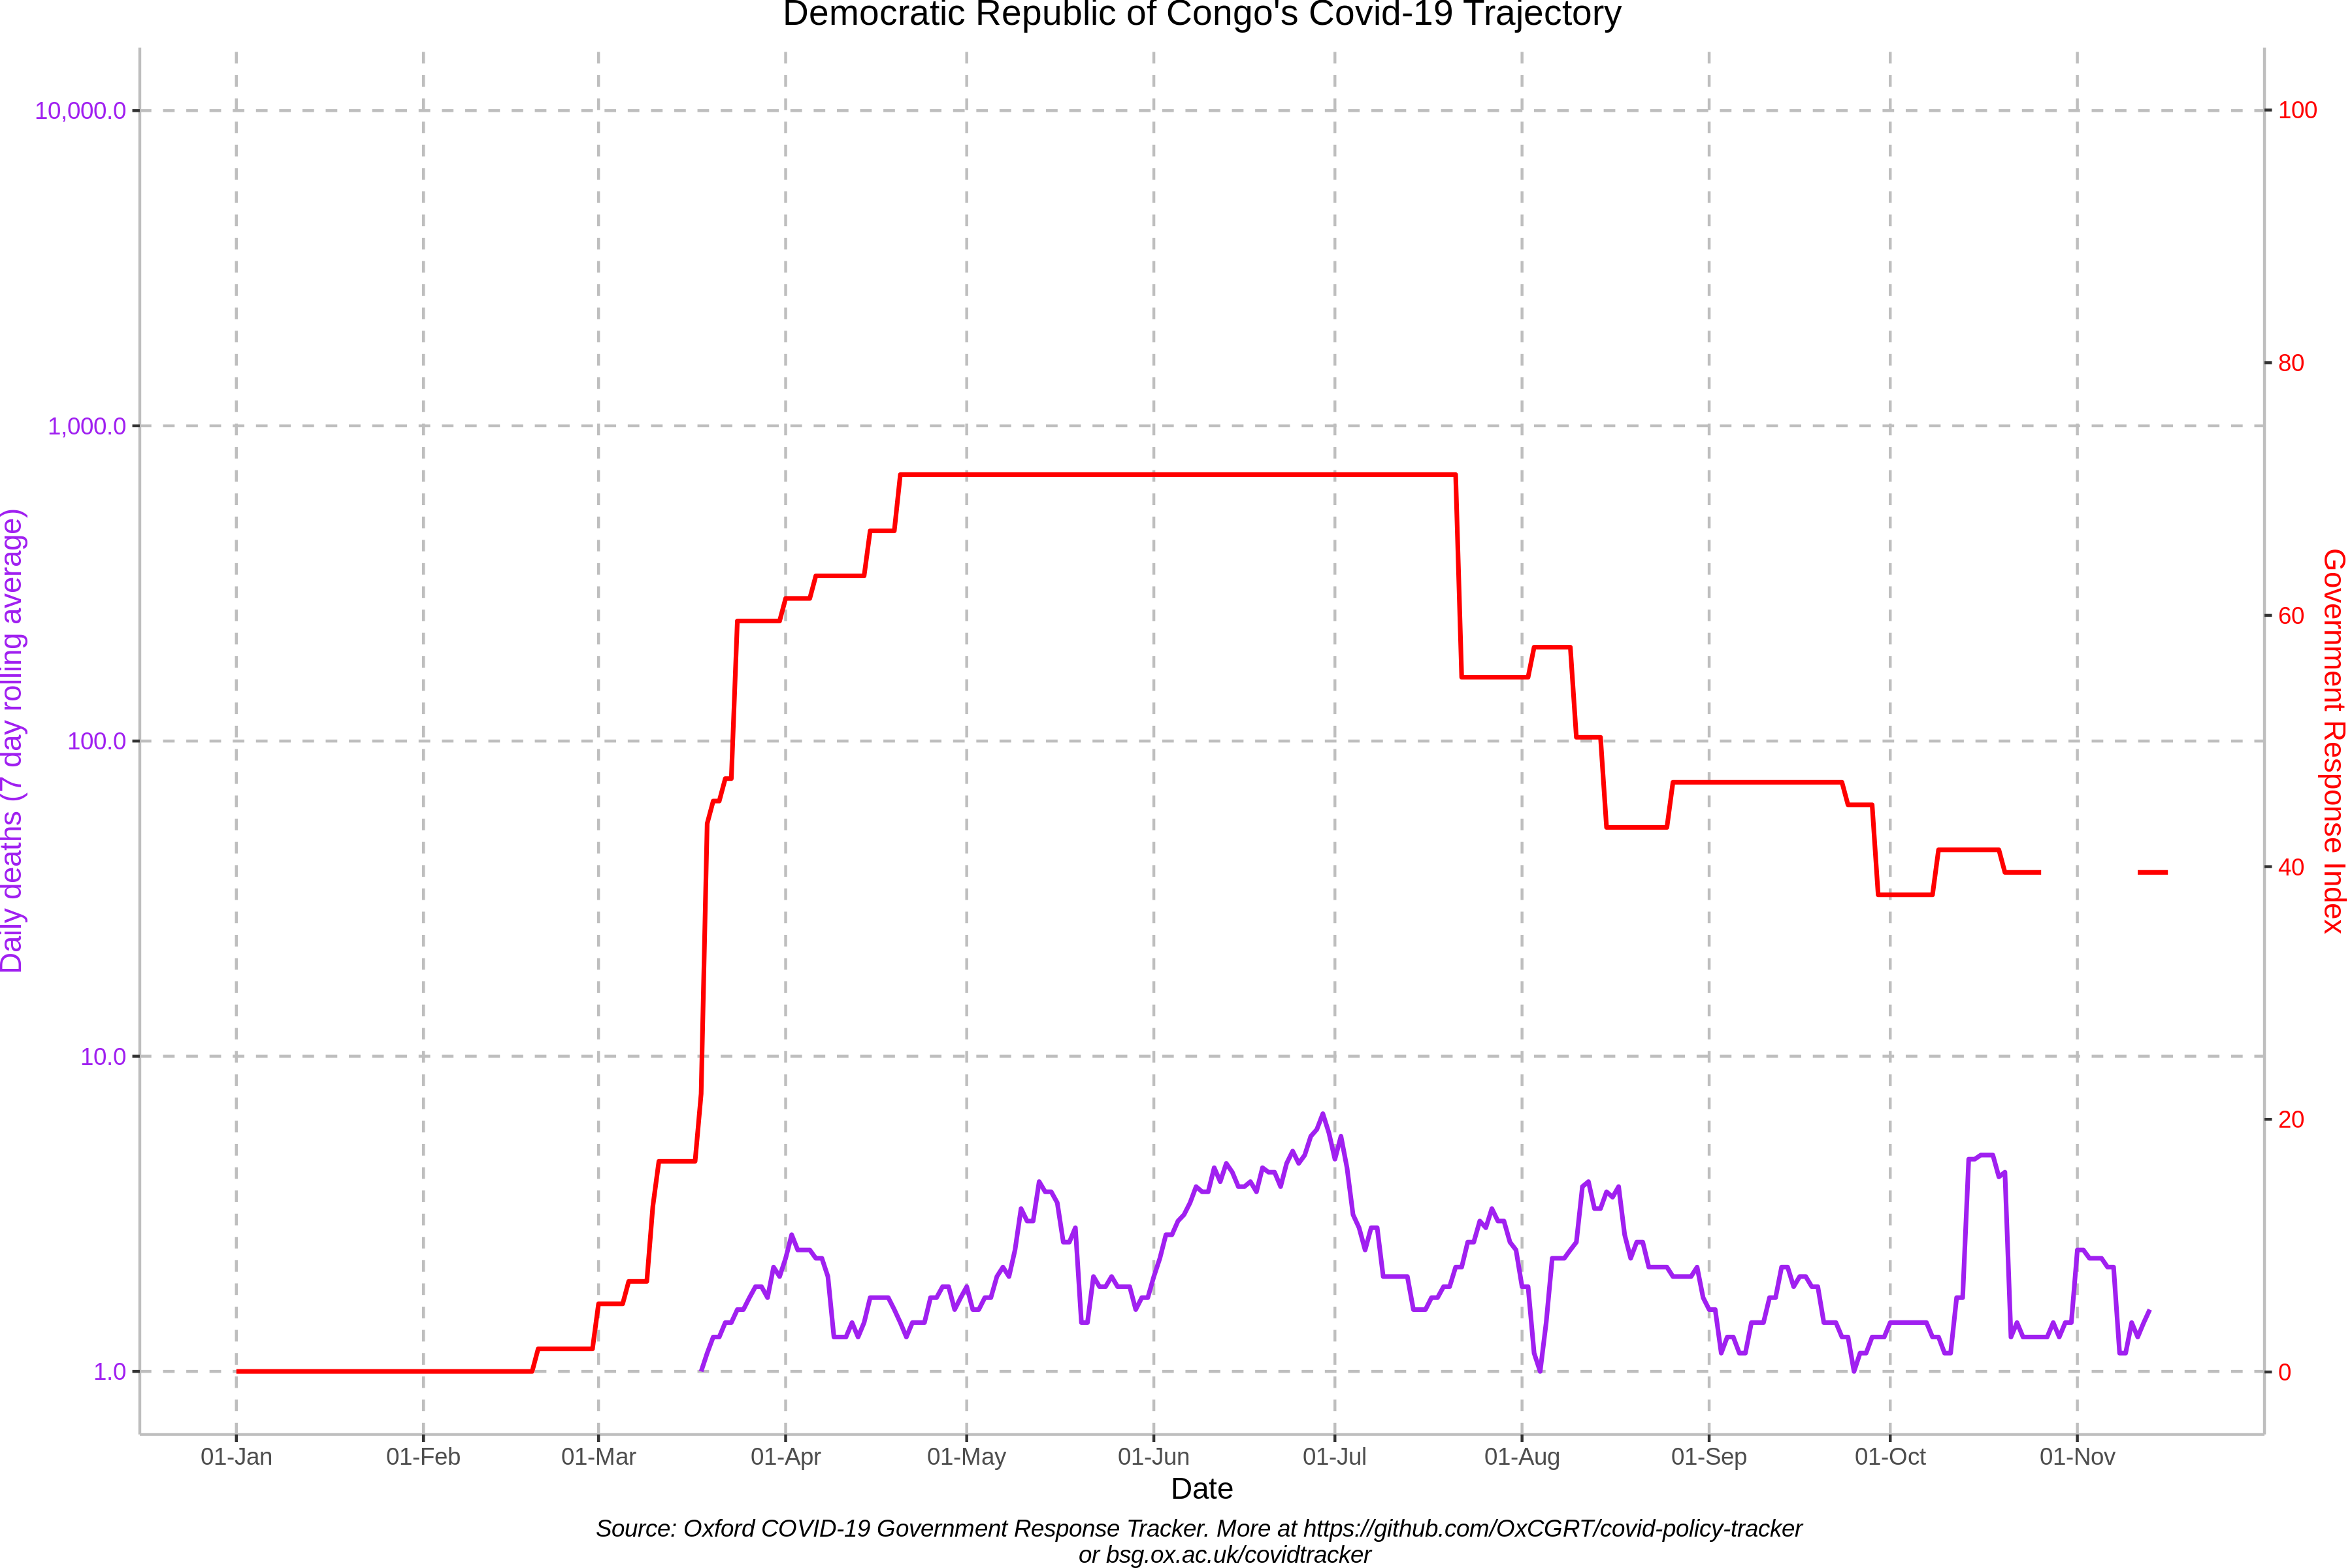 Democratic Republic of Congo's Covid-19 Trajectory
Daily deaths (7 day rolling average)
10,000.0
1,000.0
100.0
10.0
1.0
100
80
60
40
20
0
Government Response Index
01-Jan
01-Feb
01-Mar
01-Apr
01-May
01-Jun
01-Jul
01-Aug
01-Sep
01-Oct
01-Nov
Date
Source: Oxford COVID-19 Government Response Tracker. More at https://github.com/OxCGRT/covid-policy-tracker
or bsg.ox.ac.uk/covidtracker